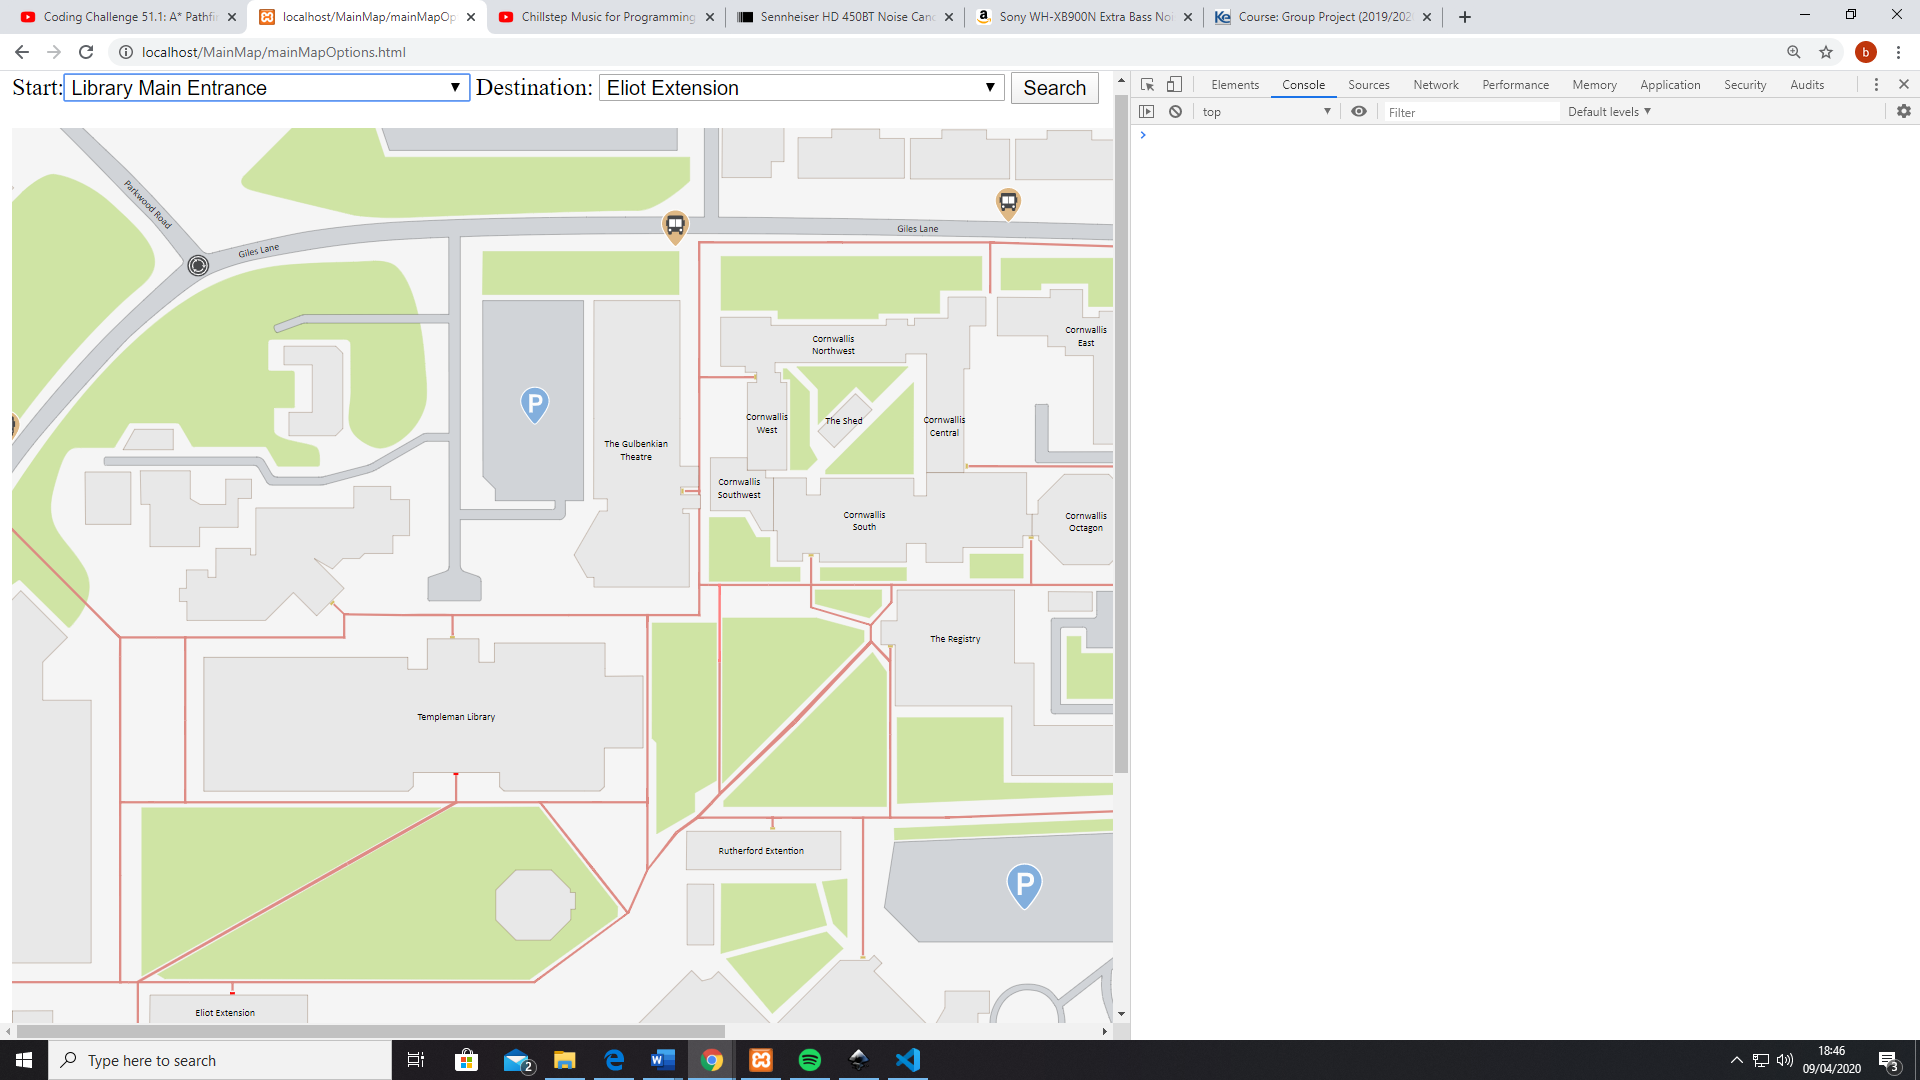 Coding Challenge 51.1: A* Pathfi
localhost/MainMap/mainMapOp
Chillstep Music for Programming
Sennheiser HD 450BT Noise Canc
Sony WH-XB900N Extra Bass Noi
Course: Group Project (2019/202
localhost/MainMap/mainMapOptions.html
b
Start: Library Main Entrance Destination: Eliot Extension Search
Elements Console Sources Network Performance Memory Application Security Audits
top Filter Default levels
Parkwood Road
Giles Lane
Giles Lane
Cornwallis
Northwest
Cornwallis
East
P
The Gulbenkian
Theatre
Cornwallis
West
The Shed
Cornwallis
Central
Cornwallis
Southwest
Cornwallis
South
Cornwallis
Octagon
The Registry
Templeman Library
Rutherford Extention
P
Eliot Extension
Type here to search
2
18:46
09/04/2020
3